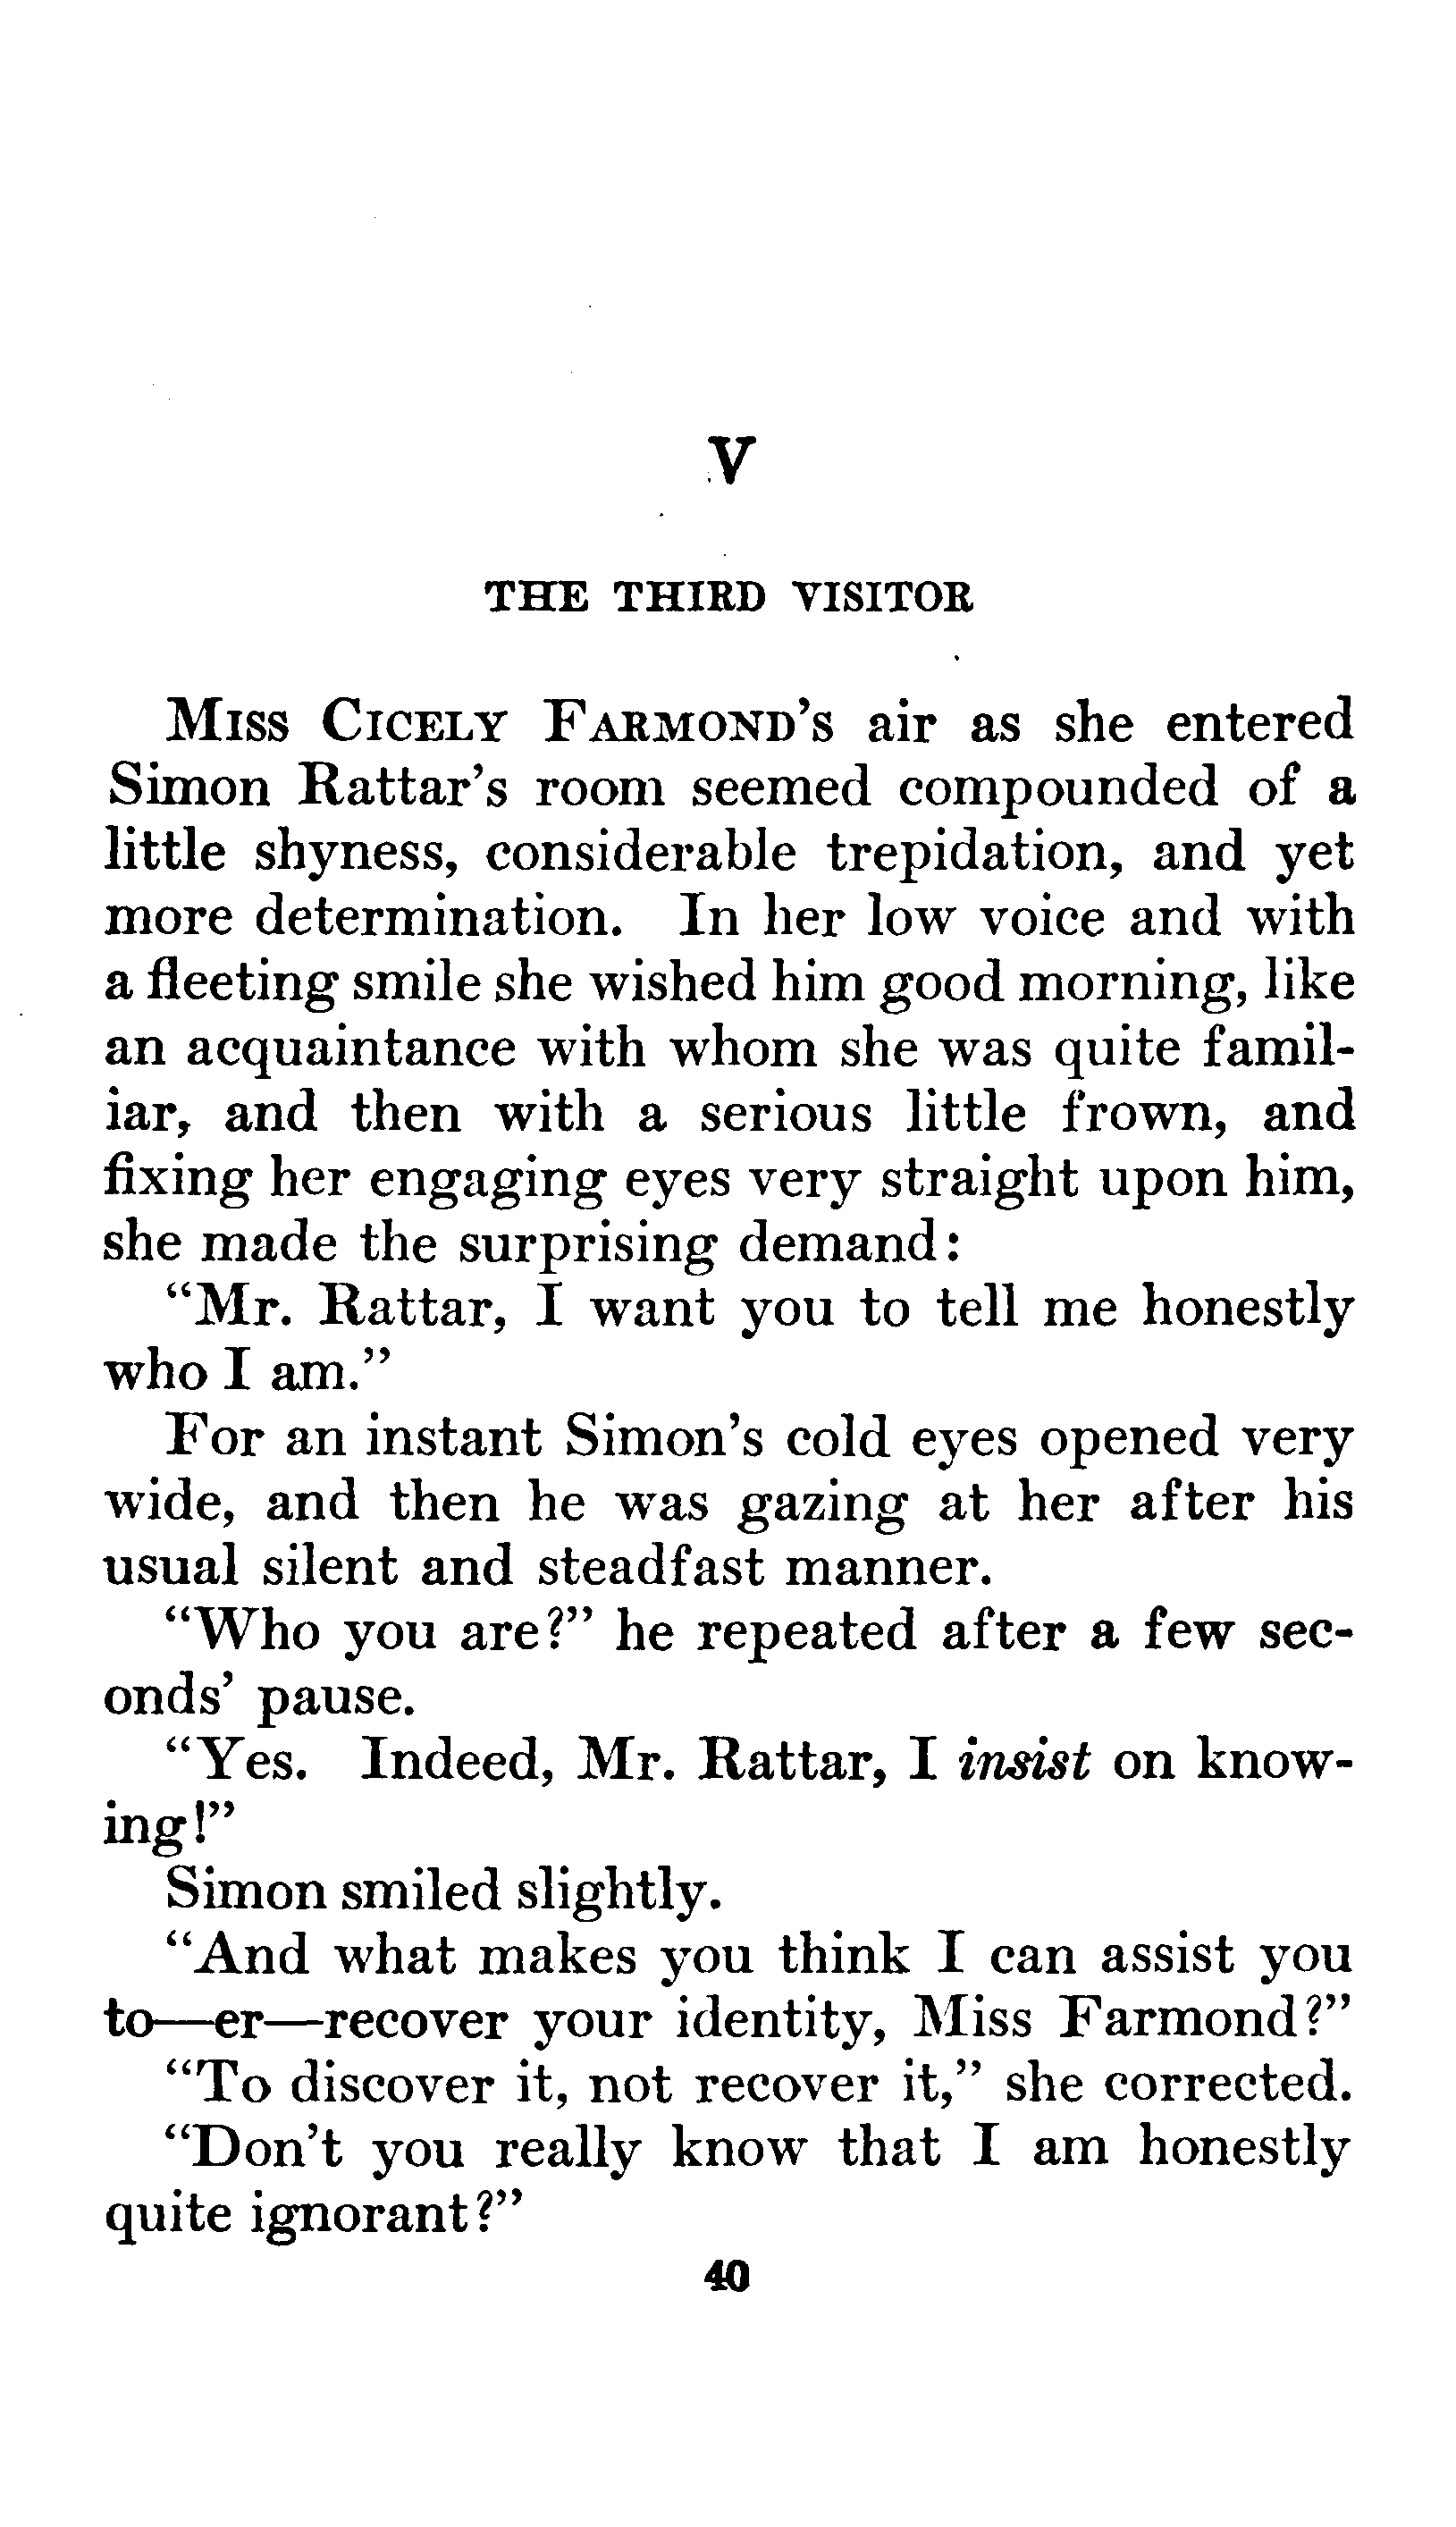 V
THE THIRD VISITOR
Miss Cicely Farmond's air as she entered
Simon Rattar's room seemed compounded of a
little shyness, considerable trepidation, and yet
more determination. In her low voice and with
a fleeting smile she wished him good morning, like
an acquaintance with whom she was quite famil-
iar, and then with a serious little frown, and
fixing her engaging eyes very straight upon him,
she made the surprising demand:
“Mr. Rattar, I want you to tell me honestly
who I am.”
For an instant Simon's cold eyes opened very
wide, and then he was gazing at her after his
usual silent and steadfast manner.
“Who you are?” he repeated after a few sec-
onds' pause.
“Yes. Indeed, Mr. Rattar, I insist on know-
ing!”
Simon smiled slightly.
“And what makes you think I can assist you
to—er—recover your identity, Miss Farmond?”
“To discover it, not recover it,” she corrected.
“Don't you really know that I am honestly
quite ignorant?”
40